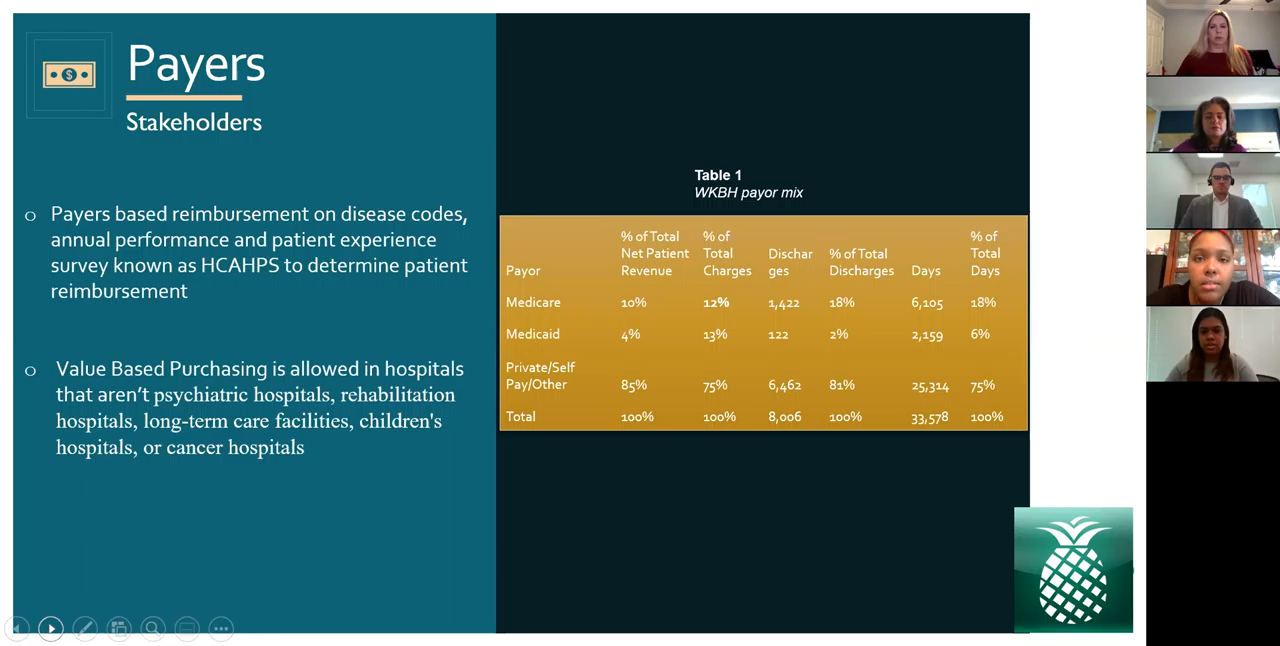 Payers
Stakeholders
Payers based reimbursement on disease codes,
annual performance and patient experience
survey known as HCAHPS to determine patient
reimbursement
Value Based Purchasing is allowed in hospitals
that aren't psychiatric hospitals, rehabilitation
hospitals, long-term care facilities, children's
hospitals, or cancer hospitals
Table 1
WKBH payor mix
Payor % of Total Net Patient Revenue % of Total Charges Discharges % of Total Discharges Days % of Total Days
Medicare 10% 12% 1,422 18% 6,105 18%
Medicaid 4% 13% 122 2% 2,159 6%
Private/Self Pay/Other 85% 75% 6,462 81% 25,314 75%
Total 100% 100% 8,006 100% 33,578 100%